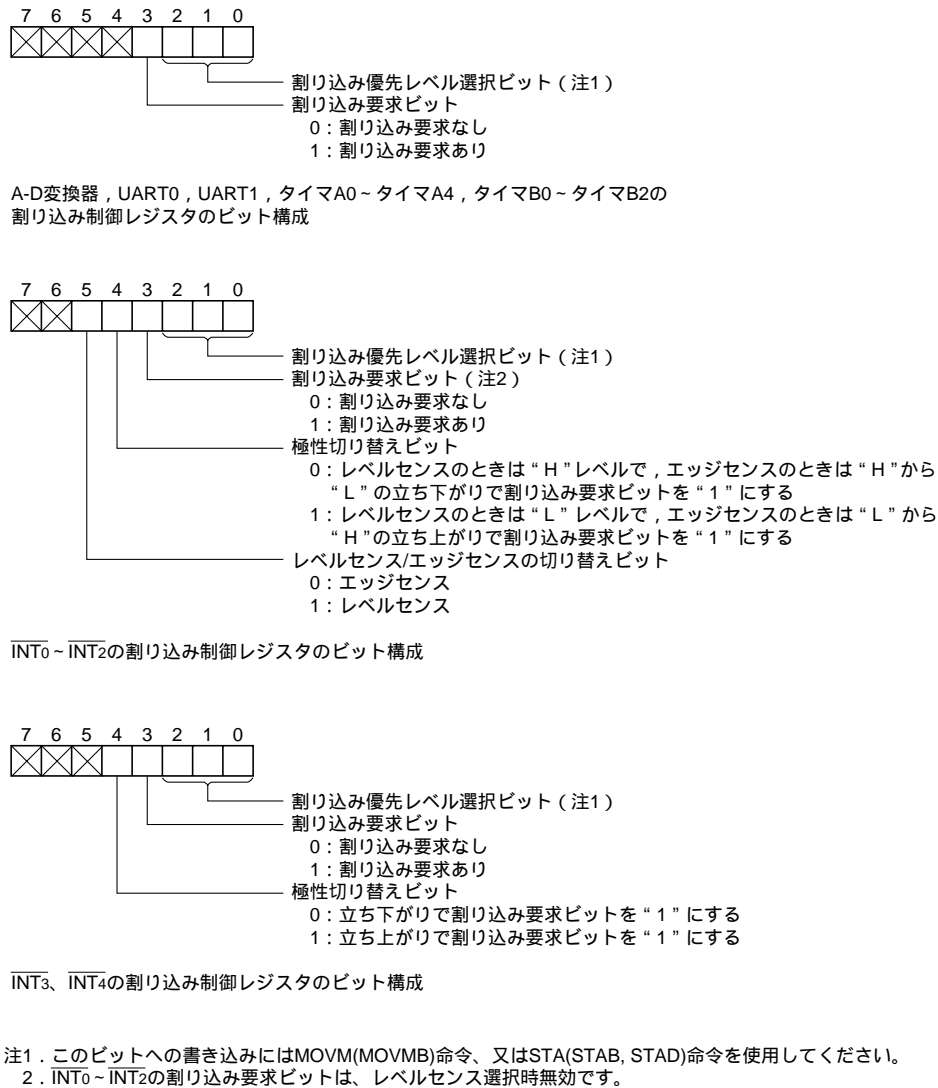 7 6 5 4 3 2 1 0
割り込み優先レベル選択ビット（注1）
割り込み要求ビット
0：割り込み要求なし
1：割り込み要求あり
A-D変換器，UART0，UART1，タイマA0～タイマA4，タイマB0～タイマB2の
割り込み制御レジスタのビット構成
7 6 5 4 3 2 1 0
割り込み優先レベル選択ビット（注1）
割り込み要求ビット（注2）
0：割り込み要求なし
1：割り込み要求あり
極性切り替えビット
0：レベルセンスのときは“H”レベルで，エッジセンスのときは“H”から
“L”の立ち下がりで割り込み要求ビットを“1”にする
1：レベルセンスのときは“L”レベルで，エッジセンスのときは“L”から
“H”の立ち上がりで割り込み要求ビットを“1”にする
レベルセンス/エッジセンスの切り替えビット
0：エッジセンス
1：レベルセンス
INT0～INT2の割り込み制御レジスタのビット構成
7 6 5 4 3 2 1 0
割り込み優先レベル選択ビット（注1）
割り込み要求ビット
0：割り込み要求なし
1：割り込み要求あり
極性切り替えビット
0：立ち下がりで割り込み要求ビットを“1”にする
1：立ち上がりで割り込み要求ビットを“1”にする
INT3、INT4の割り込み制御レジスタのビット構成
注1．このビットへの書き込みにはMOVM(MOVMB)命令、又はSTA(STAB, STAD)命令を使用してください。
2．INT0～INT2の割り込み要求ビットは、レベルセンス選択時無効です。